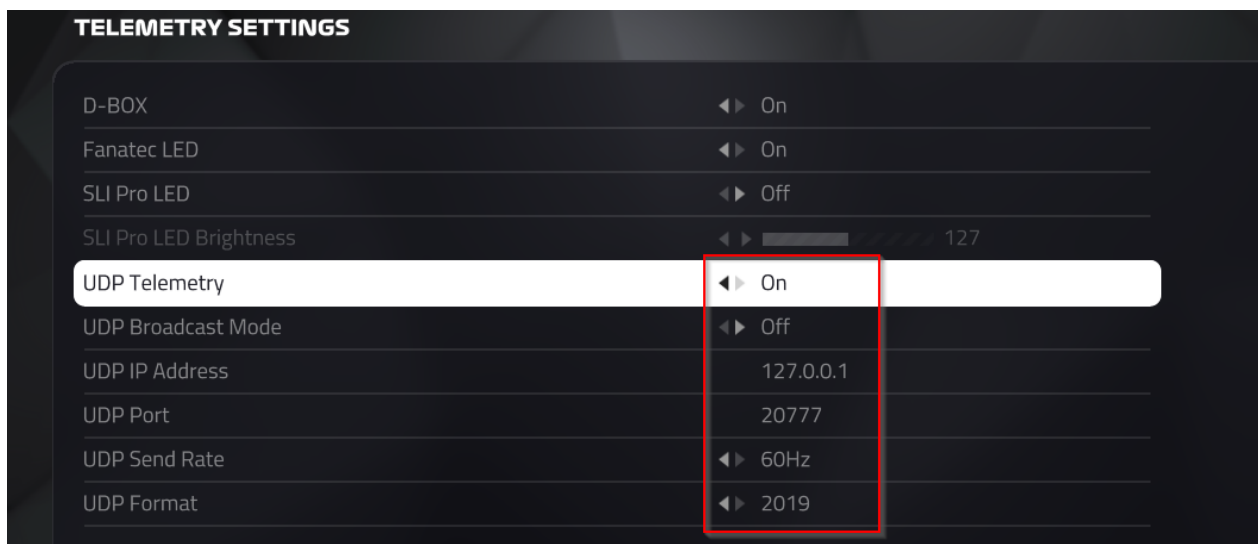 TELEMETRY SETTINGS
D-BOX On
Fanatec LED On
SLI Pro LED Off
SLI Pro LED Brightness 127
UDP Telemetry On
UDP Broadcast Mode Off
UDP IP Address 127.0.0.1
UDP Port 20777
UDP Send Rate 60Hz
UDP Format 2019